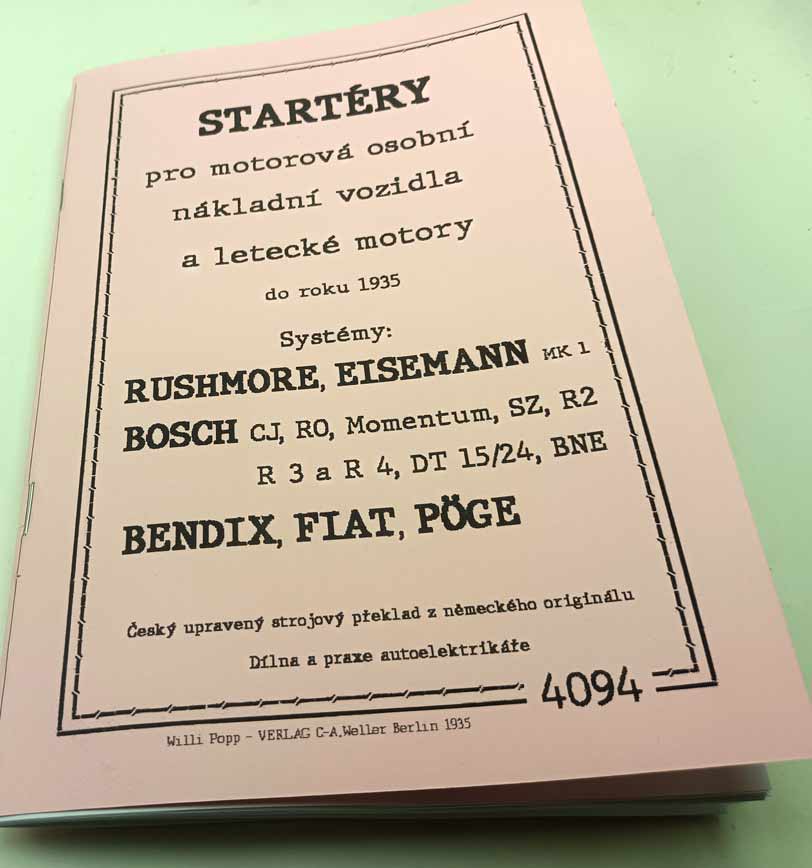 STARTÉRY
pro motorová osobní
nákladní vozidla
a letecké motory
do roku 1935
Systémy:
RUSHMORE, EISEMANN MK 1
BOSCH CJ, RO, Momentum, SZ, R2
R 3 a R 4, DT 15/24, BNE
BENDIX, FIAT, PÖGE
Český upravený strojový překlad z německého originálu
Dílna a praxe autoelektrikáře
4094
Willi Popp - VERLAG C-A.Weller Berlin 1935